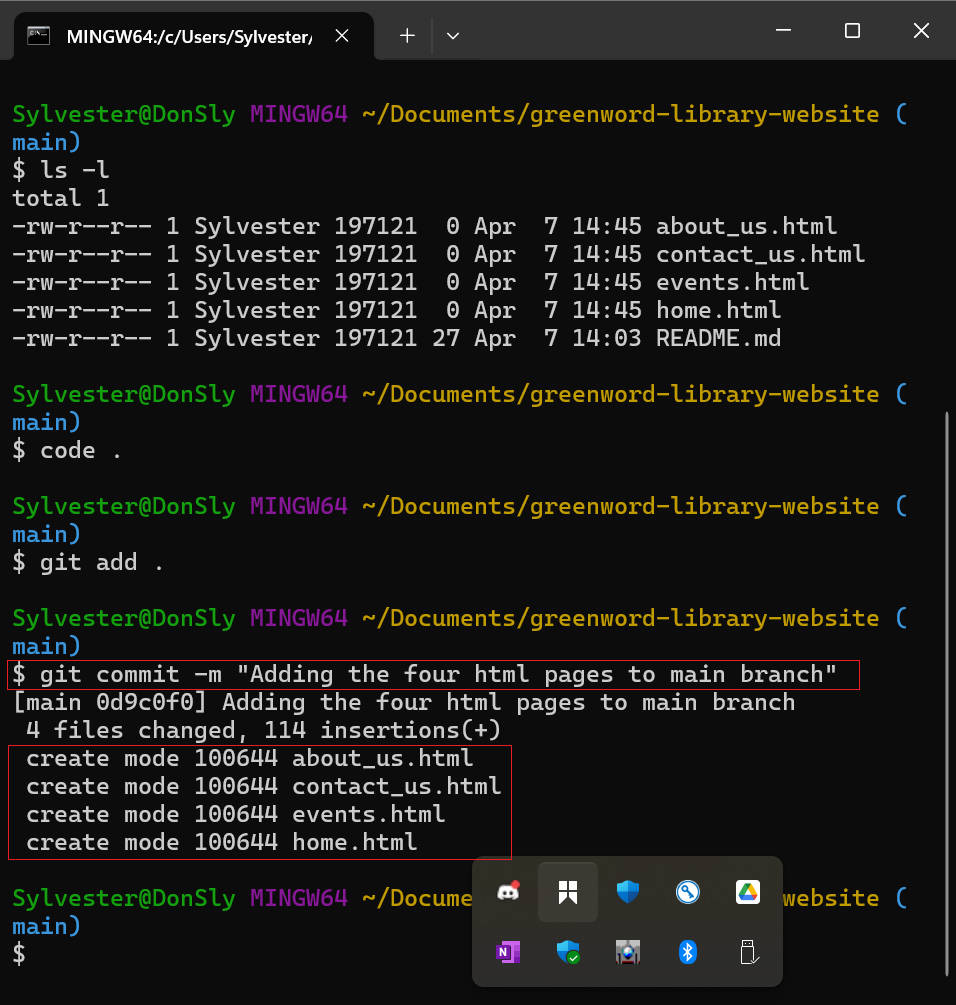 MINGW64:/c/Users/Sylvester/
Sylvester@DonSly MINGW64 ~/Documents/greenword-library-website (
main)
$ ls -l
total 1
-rw-r--r-- 1 Sylvester 197121  0 Apr  7 14:45 about_us.html
-rw-r--r-- 1 Sylvester 197121  0 Apr  7 14:45 contact_us.html
-rw-r--r-- 1 Sylvester 197121  0 Apr  7 14:45 events.html
-rw-r--r-- 1 Sylvester 197121  0 Apr  7 14:45 home.html
-rw-r--r-- 1 Sylvester 197121 27 Apr  7 14:03 README.md
Sylvester@DonSly MINGW64 ~/Documents/greenword-library-website (
main)
$ code .
Sylvester@DonSly MINGW64 ~/Documents/greenword-library-website (
main)
$ git add .
Sylvester@DonSly MINGW64 ~/Documents/greenword-library-website (
main)
$ git commit -m "Adding the four html pages to main branch"
[main 0d9c0f0] Adding the four html pages to main branch
 4 files changed, 114 insertions(+)
 create mode 100644 about_us.html
 create mode 100644 contact_us.html
 create mode 100644 events.html
 create mode 100644 home.html
Sylvester@DonSly MINGW64 ~/Docume website (
main)
$
N